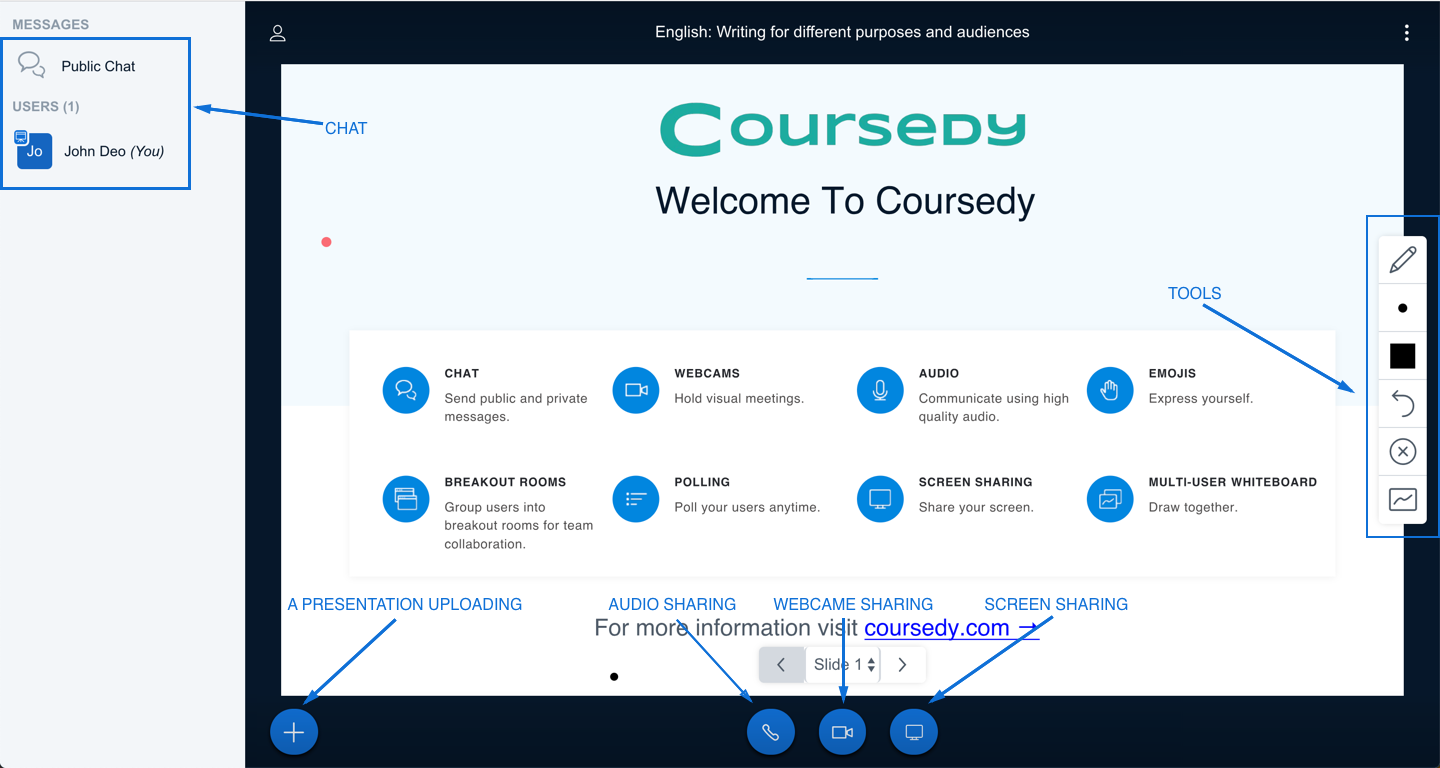 MESSAGES
Public Chat
USERS (1)
Jo
John Deo (You)
CHAT
English: Writing for different purposes and audiences
Coursedy
Welcome To Coursedy
TOOLS
CHAT
Send public and private
messages.
WEBCAMS
Hold visual meetings.
AUDIO
Communicate using high
quality audio.
EMOJIS
Express yourself.
BREAKOUT ROOMS
Group users into
breakout rooms for team
collaboration.
POLLING
Poll your users anytime.
SCREEN SHARING
Share your screen.
MULTI-USER WHITEBOARD
Draw together.
A PRESENTATION UPLOADING
AUDIO SHARING
WEBCAME SHARING
SCREEN SHARING
For more information visit coursedy.com →
Slide 1